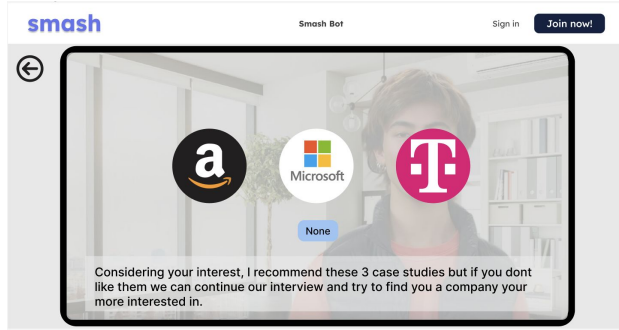 smash
Smash Bot
Sign in
Join now!
a
Microsoft
T
None
Considering your interest, I recommend these 3 case studies but if you dont
like them we can continue our interview and try to find you a company your
more interested in.